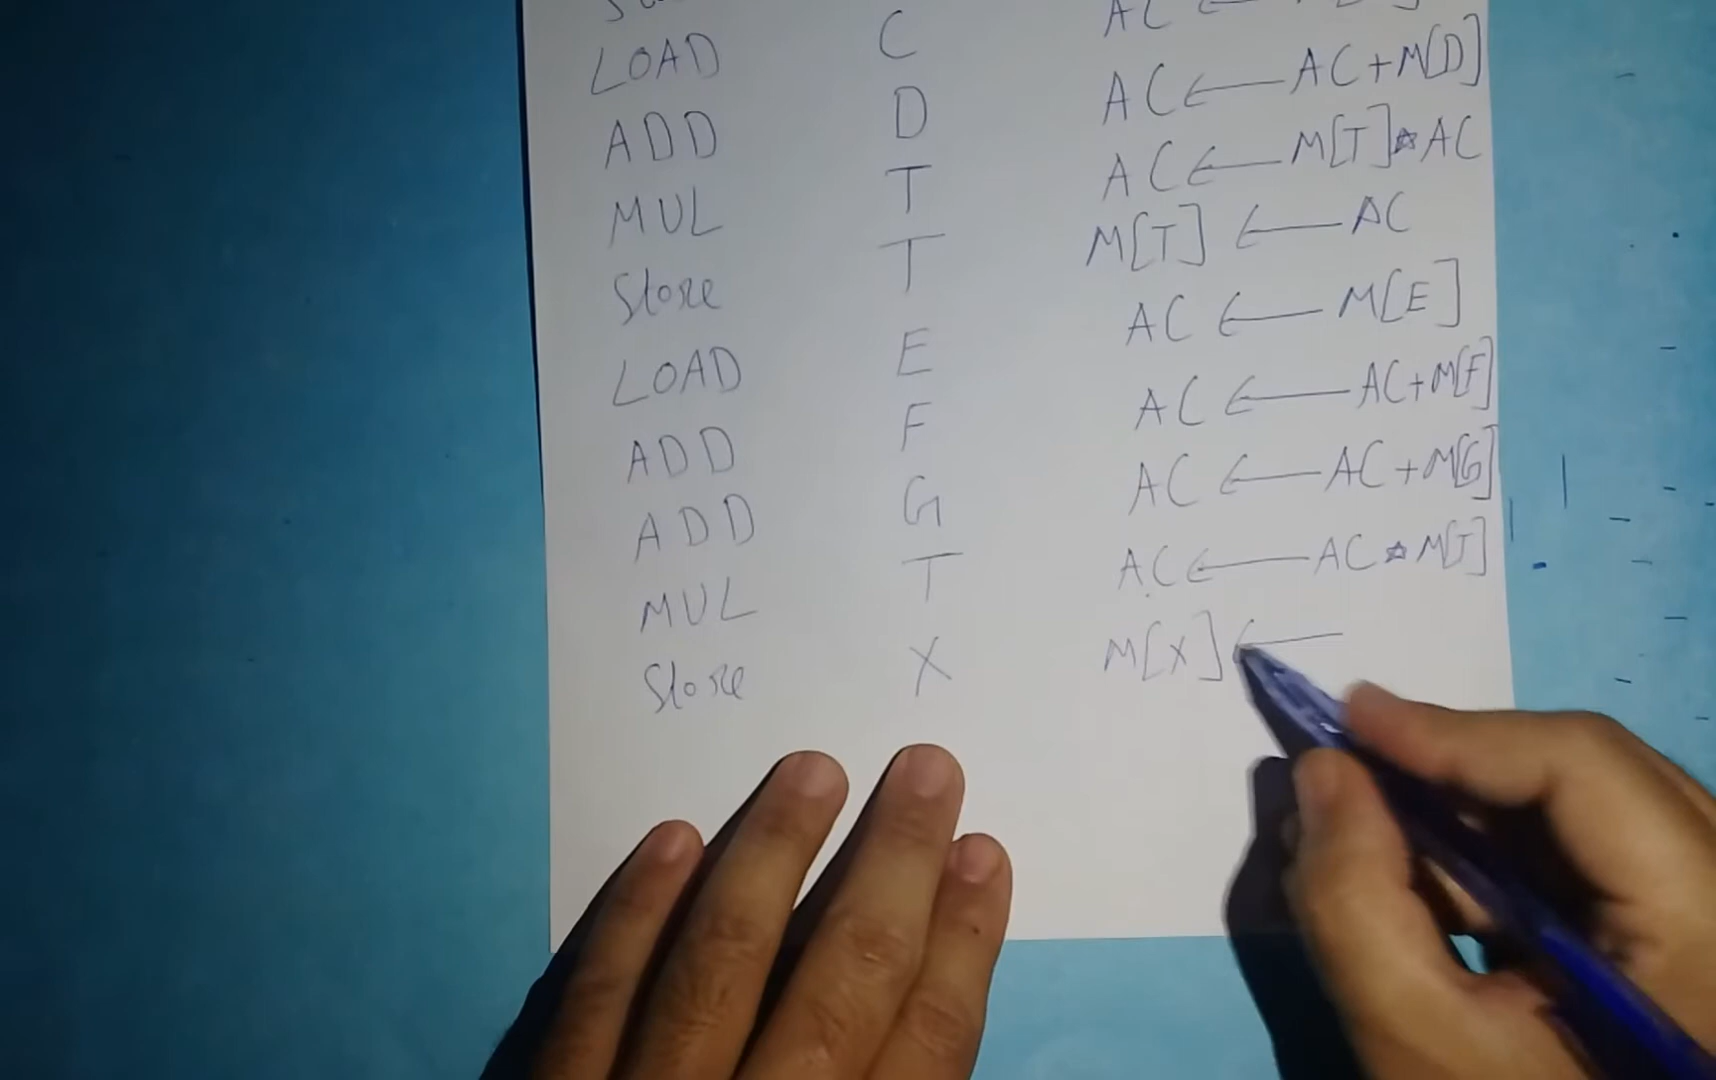 LOAD C
ADD D AC ← AC + M[D]
MUL T AC ← M[T] * AC
Store T M[T] ← AC
LOAD E AC ← M[E]
ADD F AC ← AC + M[F]
ADD G AC ← AC + M[G]
MUL T AC ← AC * M[T]
Store X M[X] ←